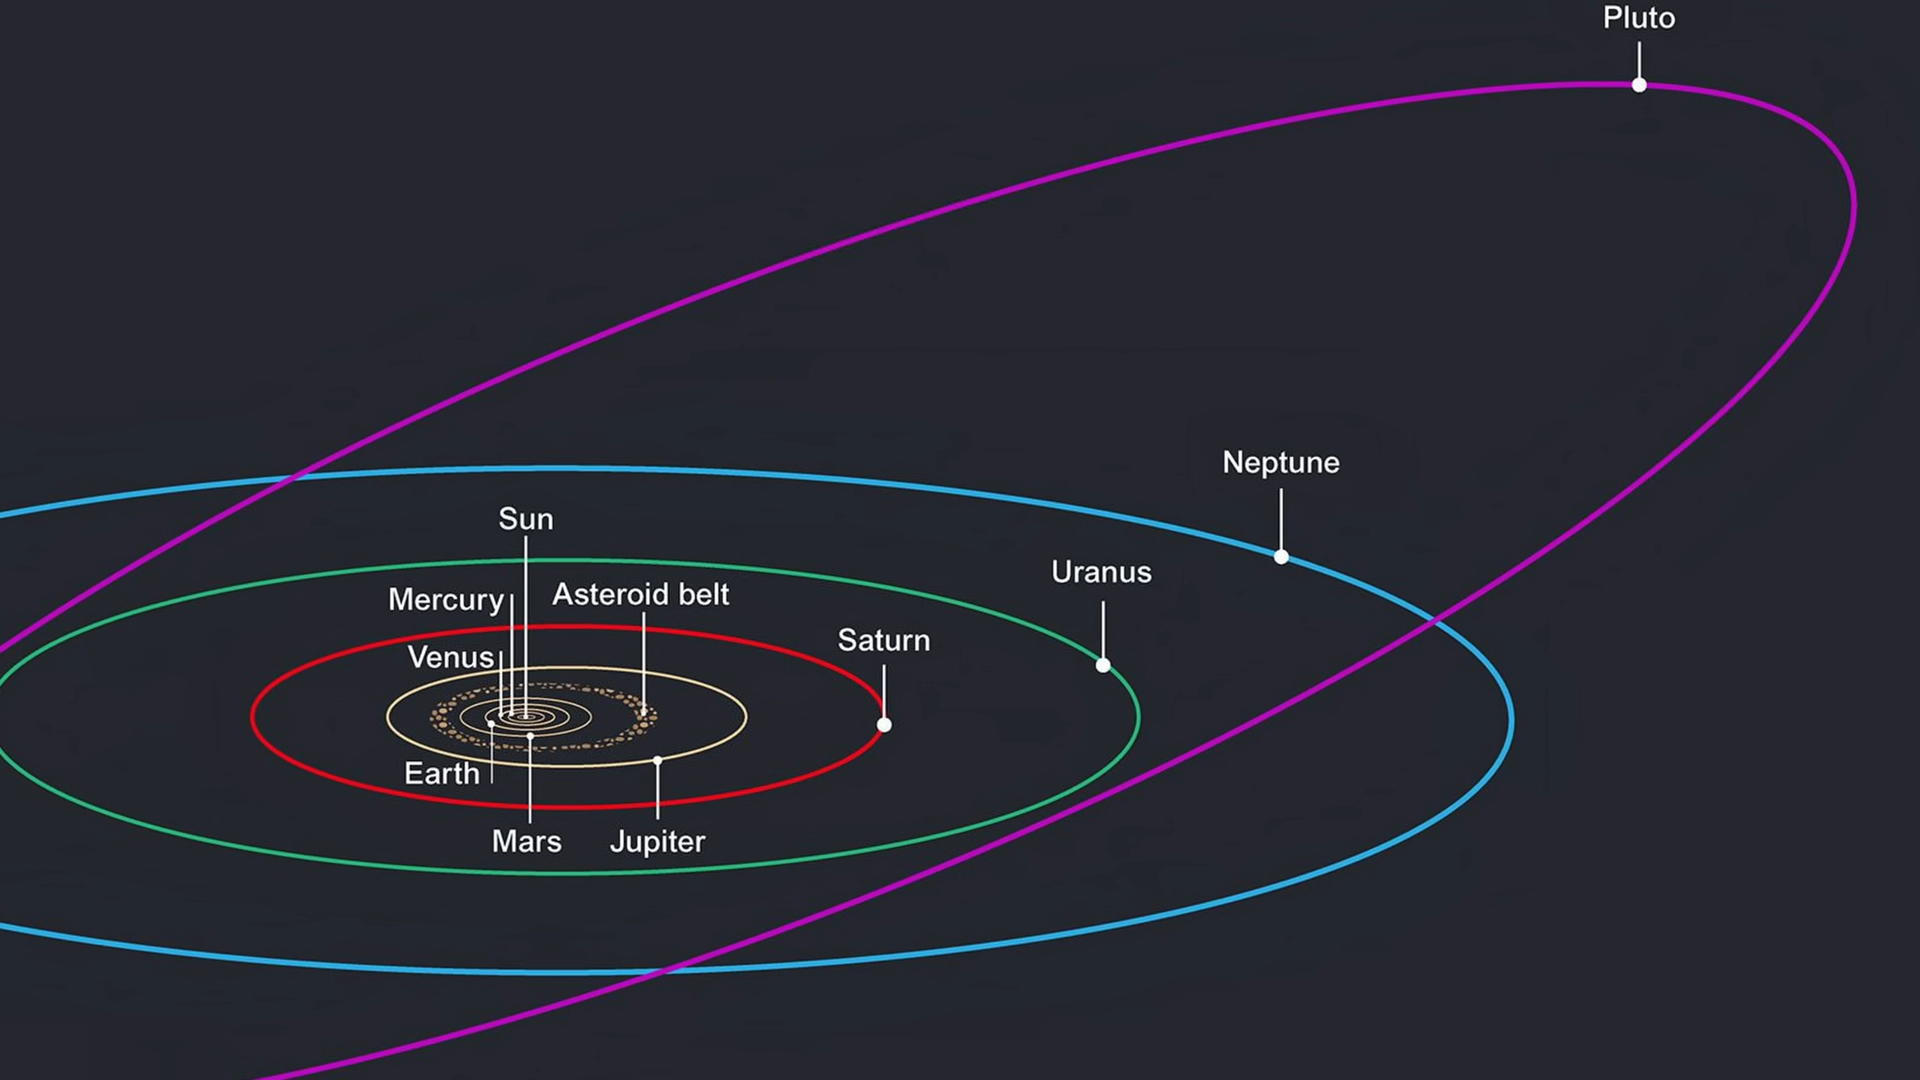 Pluto
Neptune
Sun
Uranus
Mercury
Asteroid belt
Saturn
Venus
Earth
Mars
Jupiter